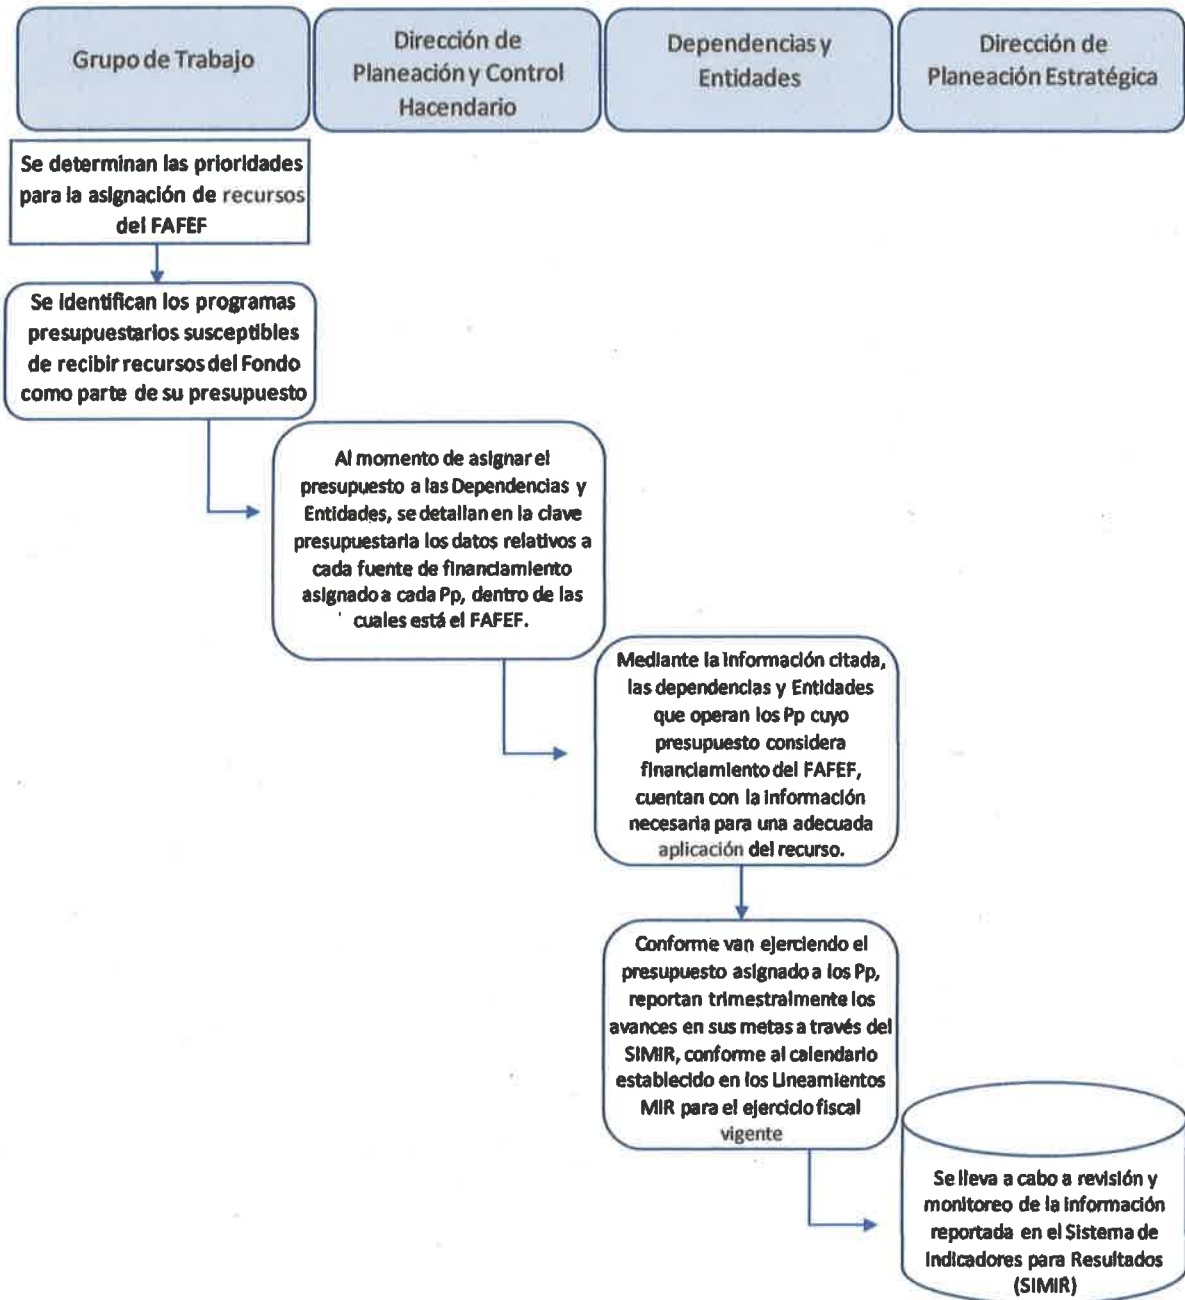 Grupo de Trabajo
Dirección de
Planeación y Control
Hacendario
Dependencias y
Entidades
Dirección de
Planeación Estratégica
Se determinan las prioridades
para la asignación de recursos
del FAFEF
Se identifican los programas
presupuestarios susceptibles
de recibir recursos del Fondo
como parte de su presupuesto
Al momento de asignar el
presupuesto a las Dependencias y
Entidades, se detallan en la clave
presupuestaria los datos relativos a
cada fuente de financiamiento
asignado a cada Pp, dentro de las
cuales está el FAFEF.
Mediante la información citada,
las dependencias y Entidades
que operan los Pp cuyo
presupuesto considera
financiamiento del FAFEF,
cuentan con la información
necesaria para una adecuada
aplicación del recurso.
Conforme van ejerciendo el
presupuesto asignado a los Pp,
reportan trimestralmente los
avances en sus metas a través del
SIMIR, conforme al calendario
establecido en los Lineamientos
MIR para el ejercicio fiscal
vigente
Se lleva a cabo a revisión y
monitoreo de la información
reportada en el Sistema de
Indicadores para Resultados
(SIMIR)